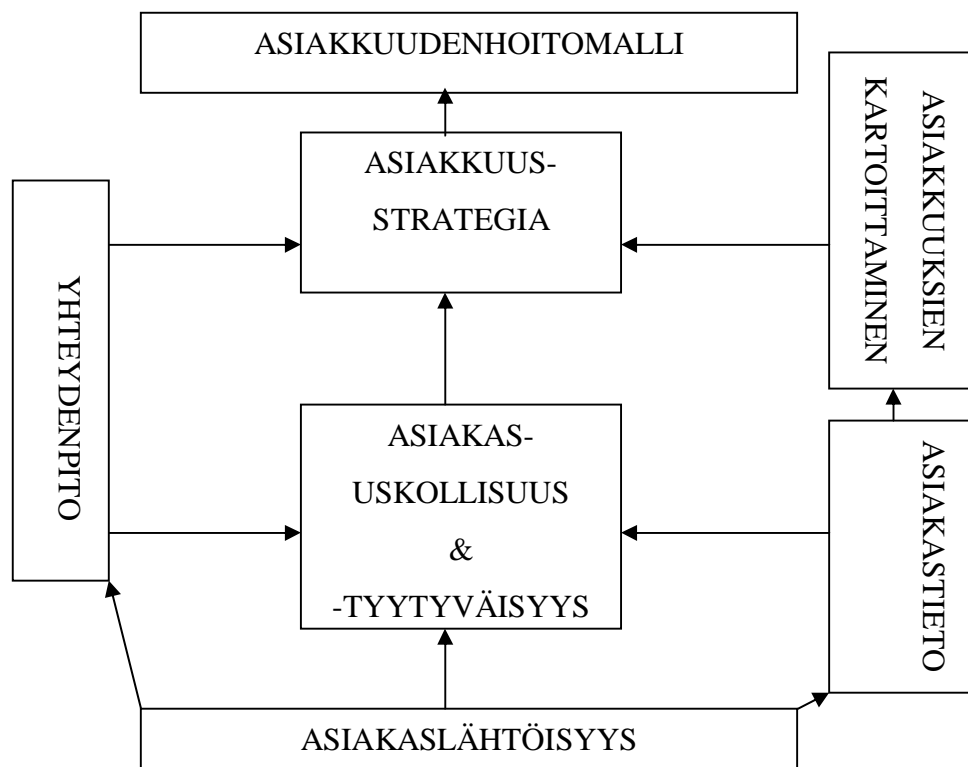 ASIAKKUUDENHOITOMALLI
ASIAKKUUS-
STRATEGIA
ASIAKKUUKSIEN
KARTOITTAMINEN
YHTEYDENPITO
ASIAKAS-
USKOLLISUUS
&
-TYYTYVÄISYYS
ASIAKASTIETO
ASIAKASLÄHTÖISYYS